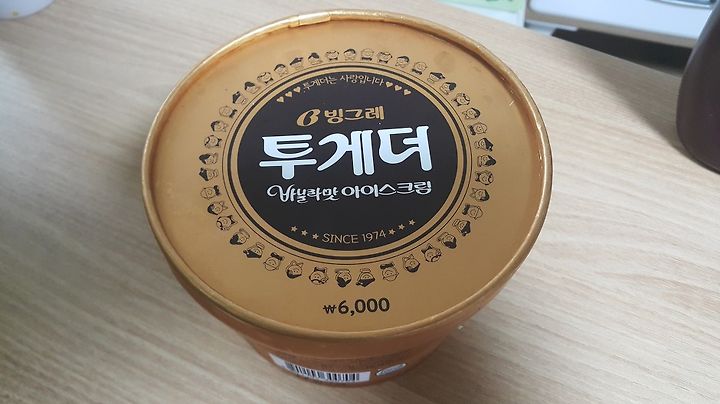 ♥♥♥투게더는 사랑입니다♥♥♥
빙그레
투게더
바닐라맛 아이스크림
★★★SINCE 1974★★★
₩6,000